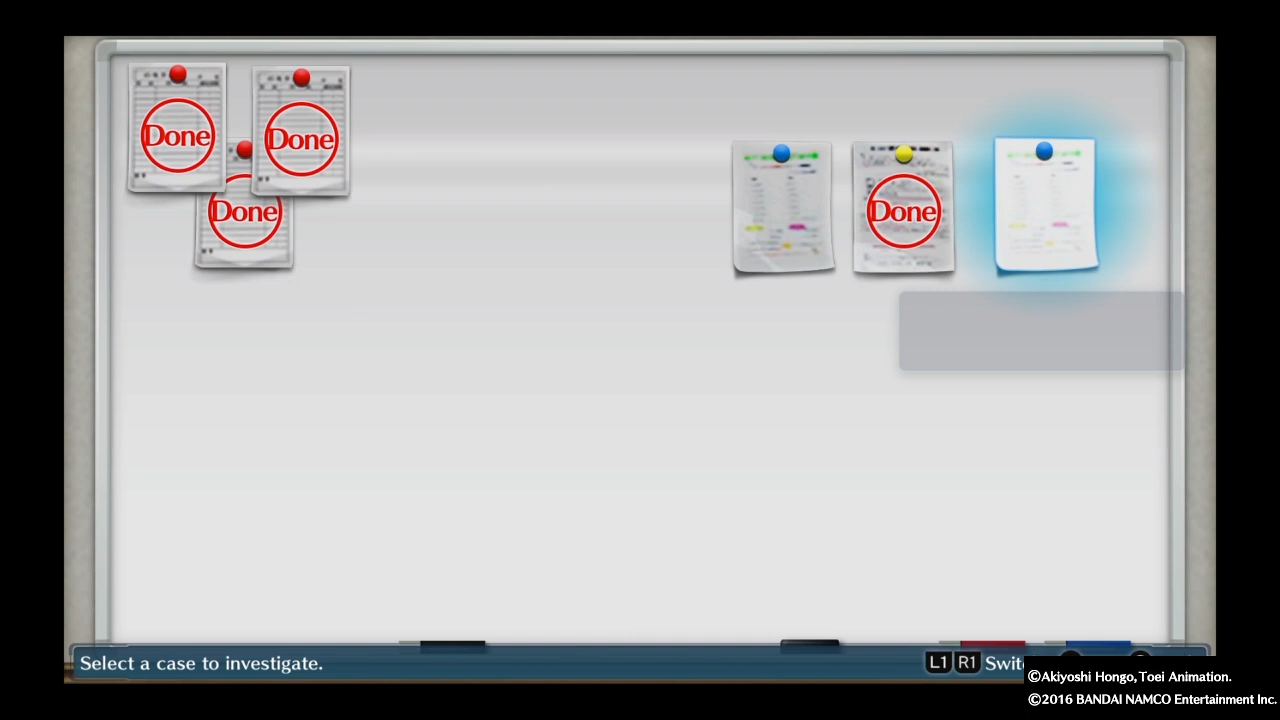 Done
Done
Done
Done
Select a case to investigate.
L1 R1
©Akiyoshi Hongo, Toei Animation.
©2016 BANDAI NAMCO Entertainment Inc.